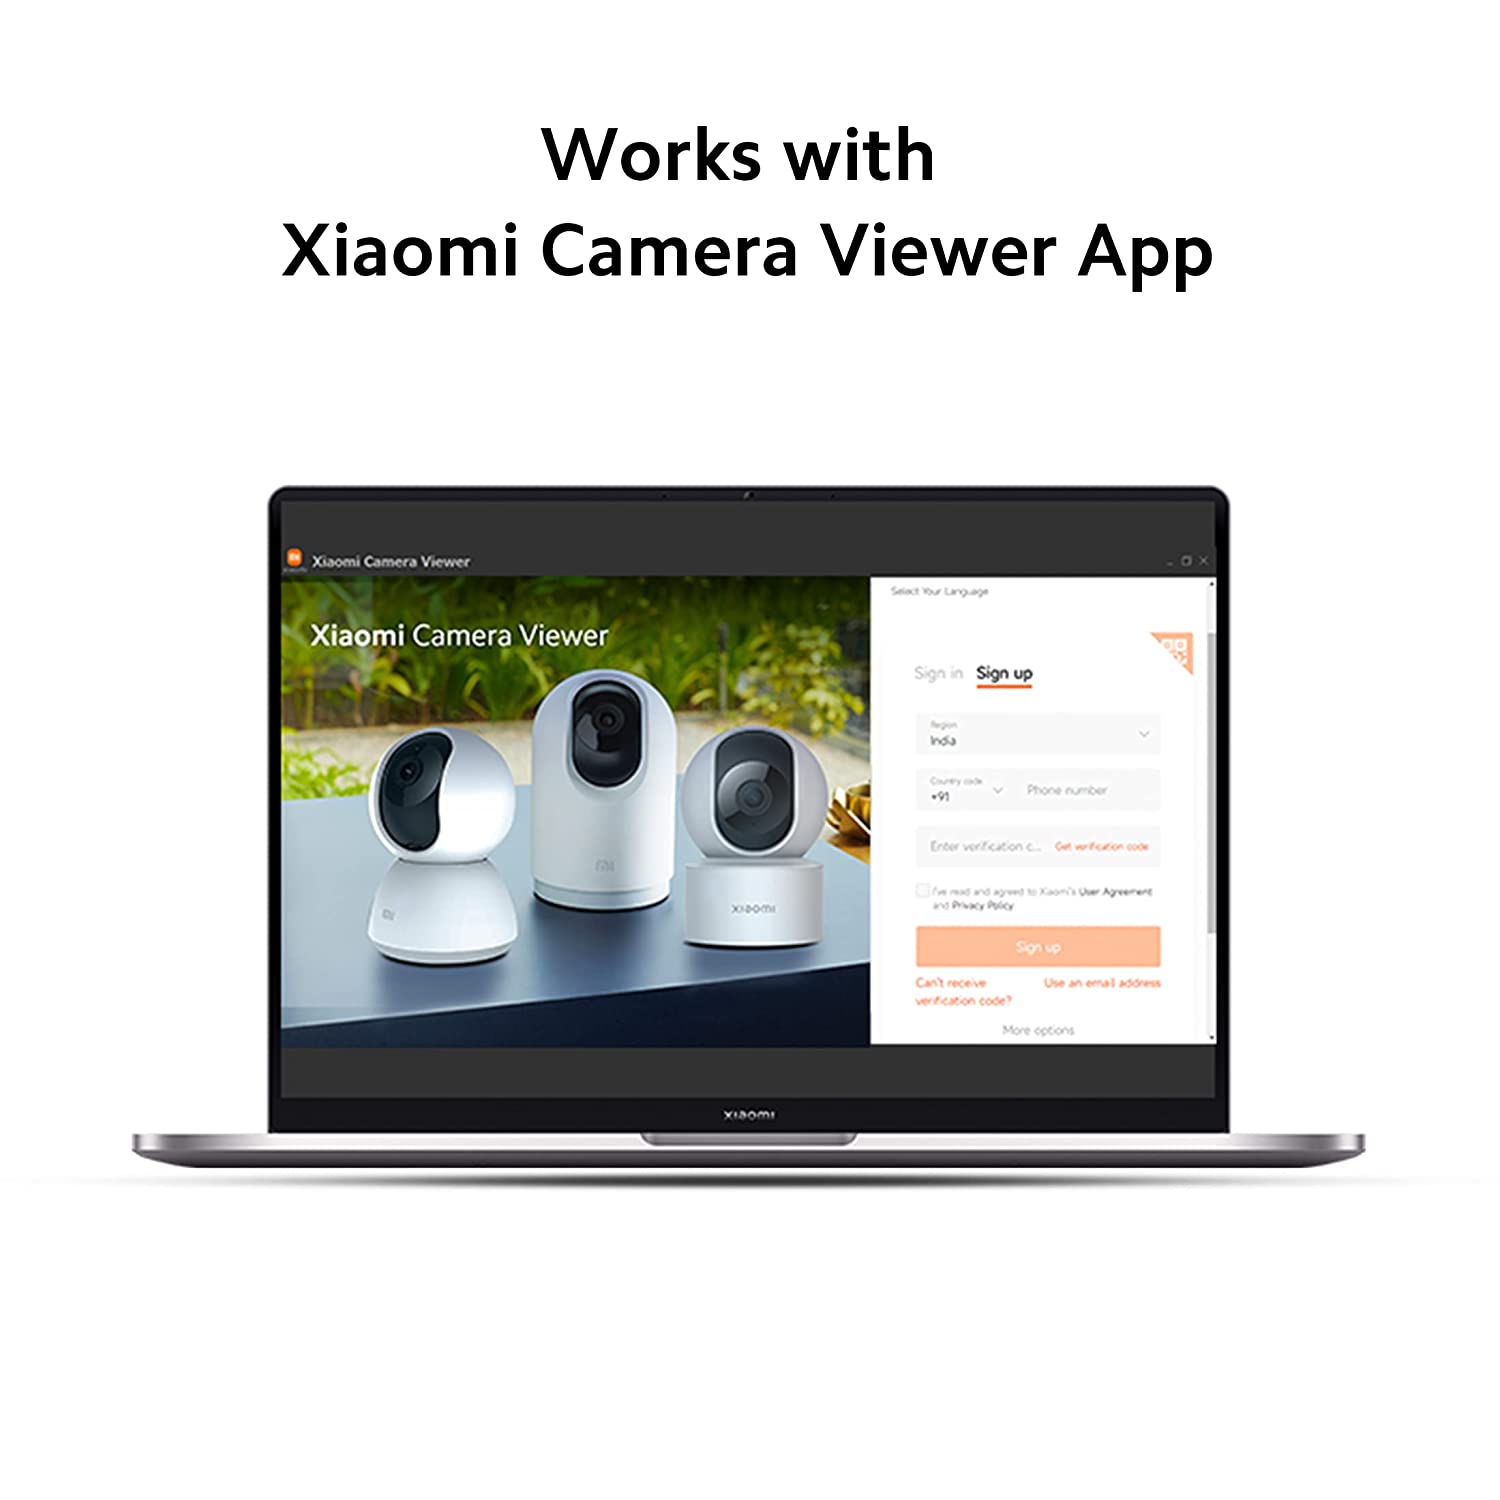 Works with
Xiaomi Camera Viewer App
Xiaomi Camera Viewer
Xiaomi Camera Viewer
mi
mi
xiaomi
Select Your Language
Sign in Sign up
Region
India
Country code
+91
Phone number
Enter verification c... Get verification code
I've read and agreed to Xiaomi's User Agreement
and Privacy Policy
Sign up
Can't receive
verification code?
Use an email address
More options
xiaomi